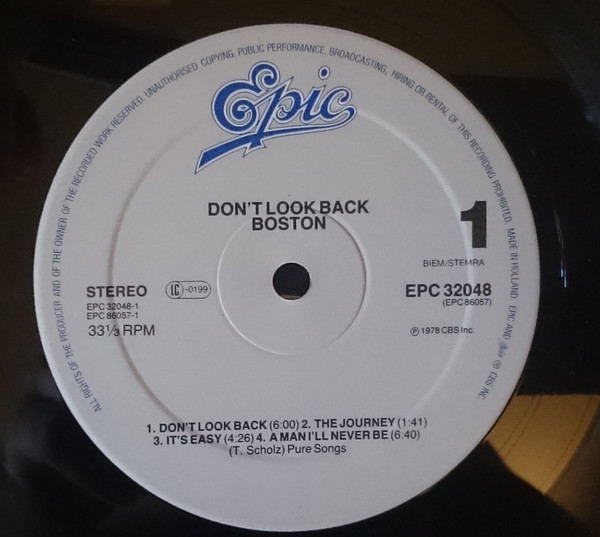 ALL RIGHTS OF THE PRODUCER AND OF THE OWNER OF THE RECORDED WORK RESERVED. UNAUTHORISED COPYING, PUBLIC PERFORMANCE, BROADCASTING, HIRING OR RENTAL OF THIS RECORDING PROHIBITED. MADE IN HOLLAND. EPIC AND ® CBS INC.
Epic
DON'T LOOK BACK
BOSTON
1
BIEM/STEMRA
STEREO
LC-0199
EPC 32048-1
EPC 86057-1
33⅓ RPM
EPC 32048
(EPC 86057)
℗ 1978 CBS Inc.
1. DON'T LOOK BACK (6:00) 2. THE JOURNEY (1:41)
3. IT'S EASY (4:26) 4. A MAN I'LL NEVER BE (6:40)
(T. Scholz) Pure Songs